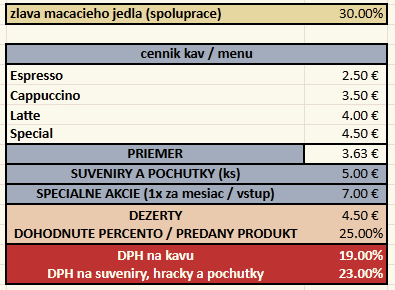 zlava macacieho jedla (spoluprace) 30.00%
cennik kav / menu
Espresso 2.50 €
Cappuccino 3.50 €
Latte 4.00 €
Special 4.50 €
PRIEMER 3.63 €
SUVENIRY A POCHUTKY (ks) 5.00 €
SPECIALNE AKCIE (1x za mesiac / vstup) 7.00 €
DEZERTY 4.50 €
DOHODNUTE PERCENTO / PREDANY PRODUKT 25.00%
DPH na kavu 19.00%
DPH na suveniry, hracky a pochutky 23.00%